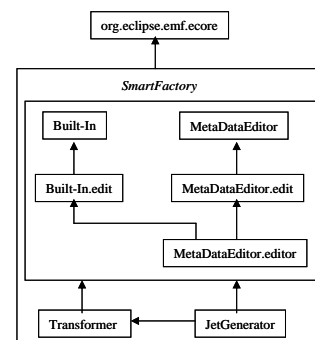 org.eclipse.emf.ecore
SmartFactory
Built-In
MetaDataEditor
Built-In.edit
MetaDataEditor.edit
MetaDataEditor.editor
Transformer
JetGenerator